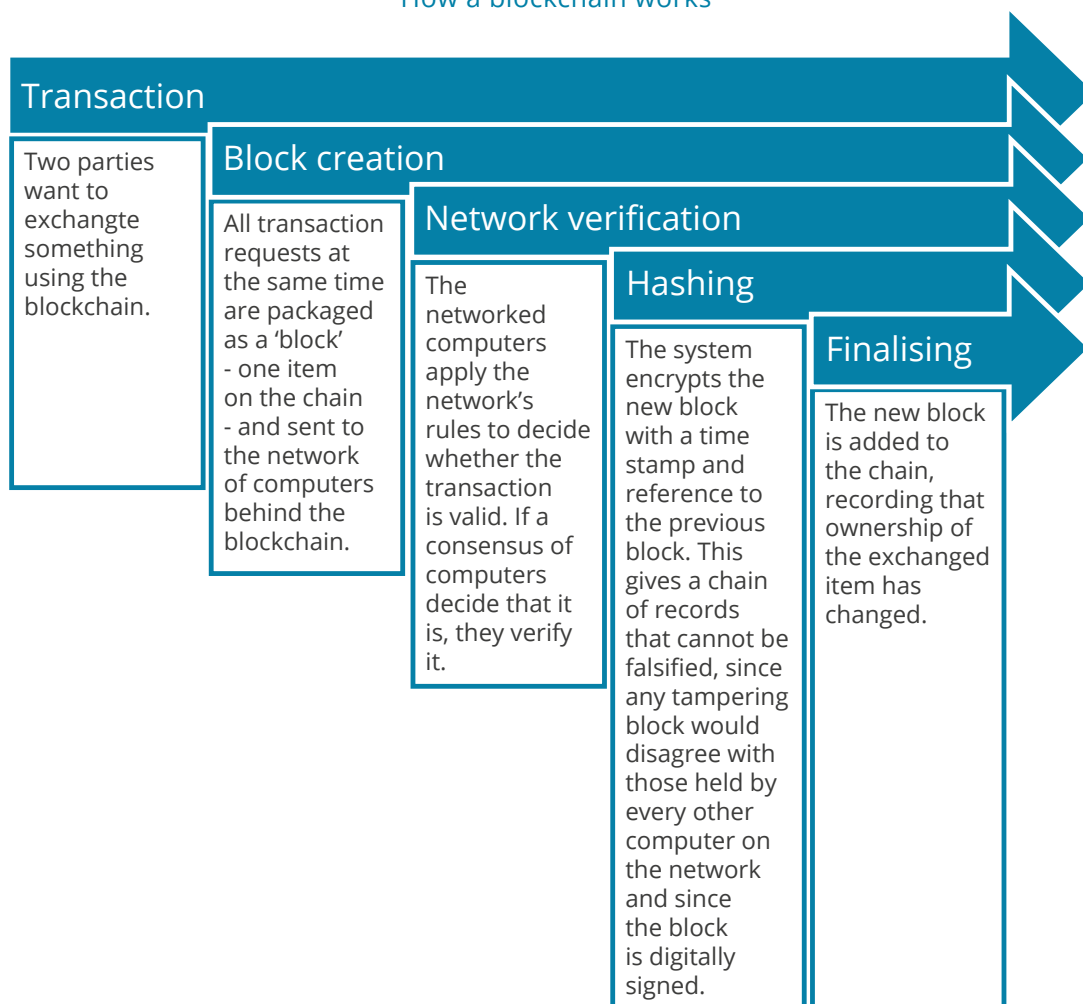 How a blockchain works
Transaction
Two parties
want to
exchangte
something
using the
blockchain.
Block creation
All transaction
requests at
the same time
are packaged
as a ‘block’
- one item
on the chain
- and sent to
the network
of computers
behind the
blockchain.
Network verification
The
networked
computers
apply the
network’s
rules to decide
whether the
transaction
is valid. If a
consensus of
computers
decide that it
is, they verify
it.
Hashing
The system
encrypts the
new block
with a time
stamp and
reference to
the previous
block. This
gives a chain
of records
that cannot be
falsified, since
any tampering
block would
disagree with
those held by
every other
computer on
the network
and since
the block
is digitally
signed.
Finalising
The new block
is added to
the chain,
recording that
ownership of
the exchanged
item has
changed.